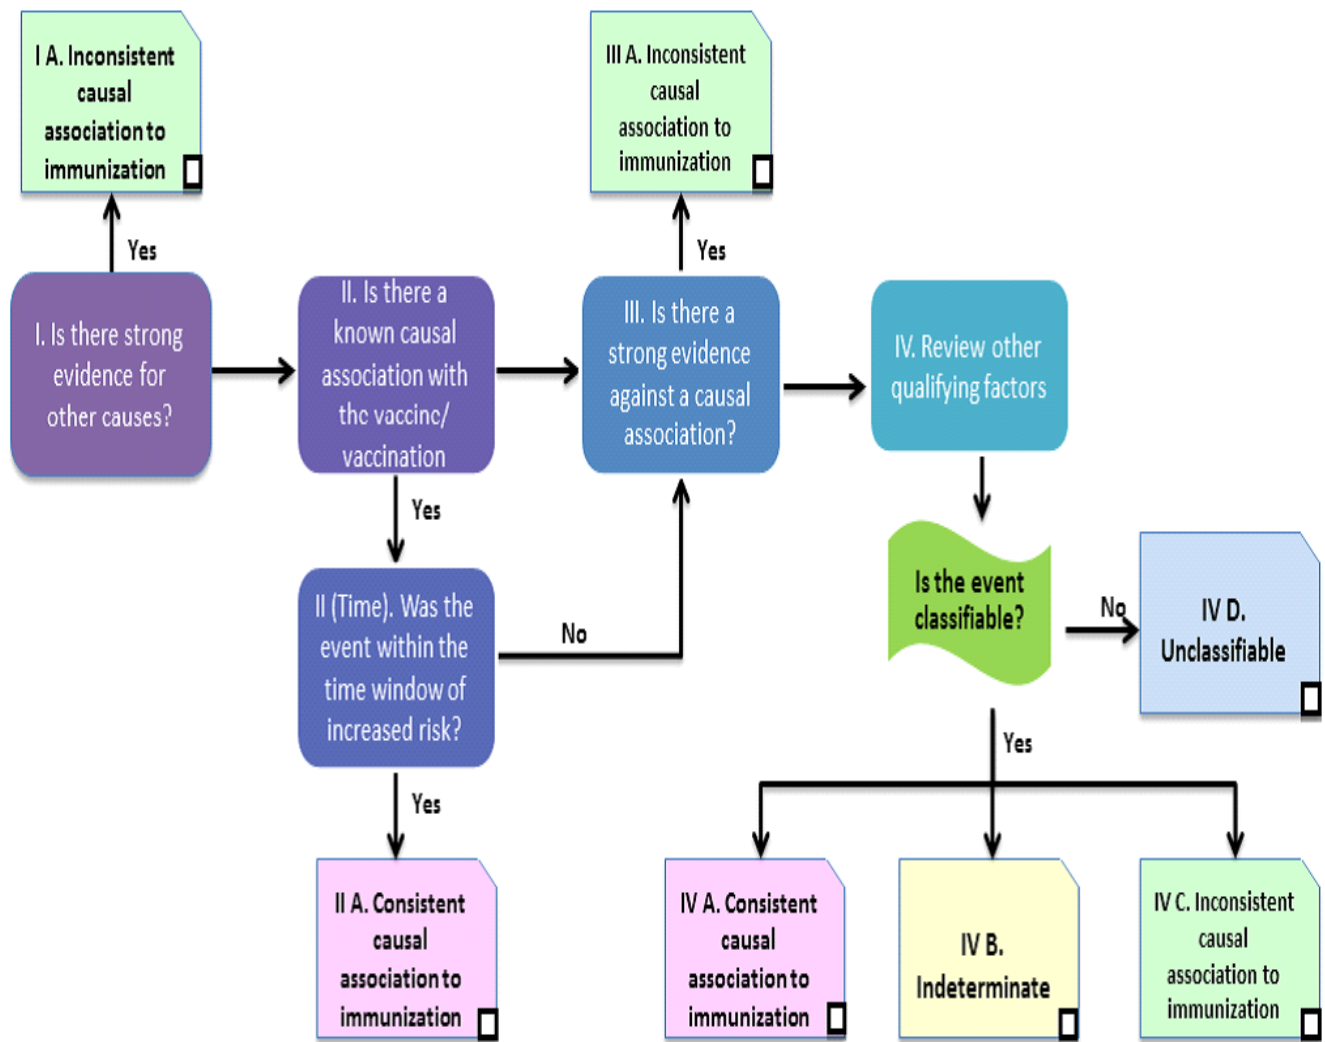 I A. Inconsistent
causal
association to
immunization
III A. Inconsistent
causal
association to
immunization
Yes
Yes
I. Is there strong
evidence for
other causes?
II. Is there a
known causal
association with
the vaccine/
vaccination
III. Is there a
strong evidence
against a causal
association?
IV. Review other
qualifying factors
Yes
II (Time). Was the
event within the
time window of
increased risk?
No
Is the event
classifiable?
No
IV D.
Unclassifiable
Yes
Yes
II A. Consistent
causal
association to
immunization
IV A. Consistent
causal
association to
immunization
IV B.
Indeterminate
IV C. Inconsistent
causal
association to
immunization